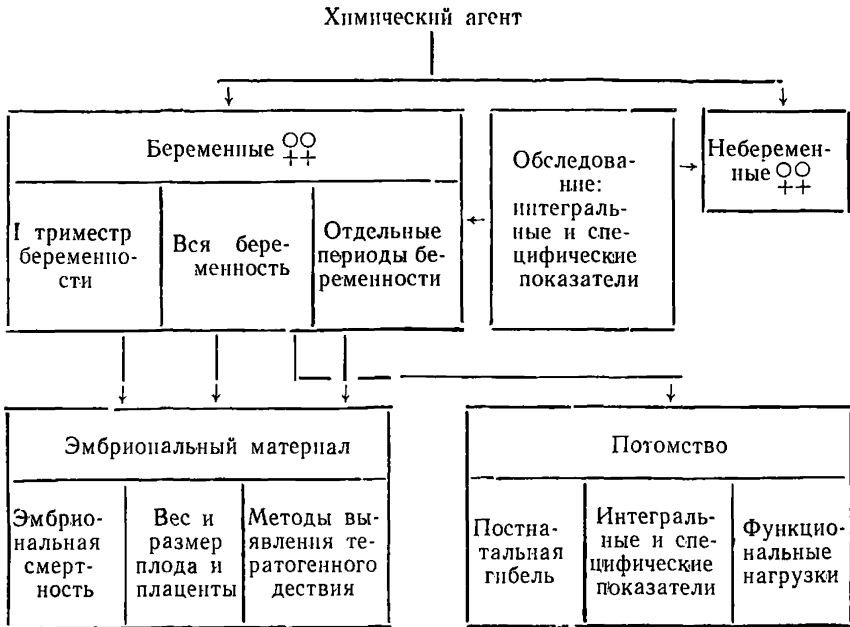 Химический агент
Беременные ♀♀
I триместр
беременно-
сти
Вся бере-
менность
Отдельные
периоды бе-
ременности
Обследова-
ние:
интеграль-
ные и спе-
цифические
показатели
Неберемен-
ные ♀♀
Эмбриональный материал
Эмбрио-
нальная
смерт-
ность
Вес и
размер
плода и
плаценты
Методы вы-
явления те-
ратогенного
дествия
Потомство
Постна-
тальная
гибель
Интеграль-
ные и спе-
цифические
показатели
Функцио-
нальные
нагрузки